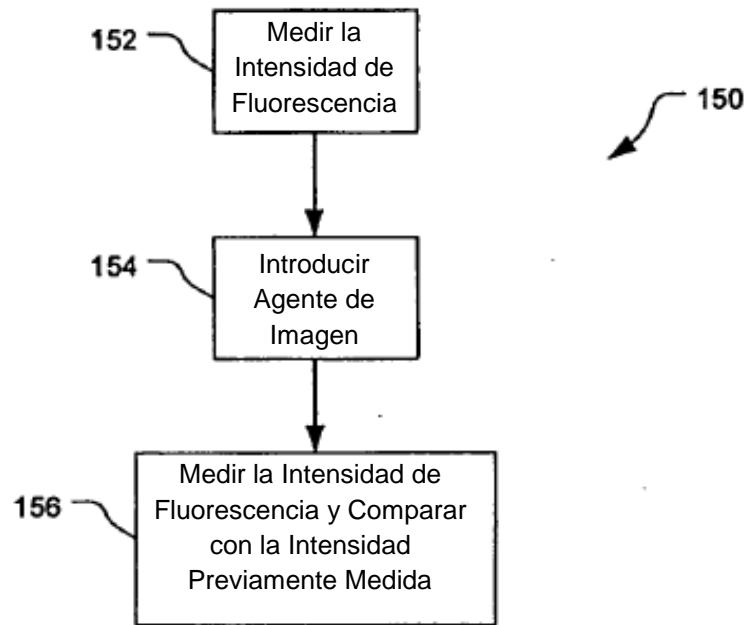 152
Medir la
Intensidad de
Fluorescencia
150
154
Introducir
Agente de
Imagen
156
Medir la Intensidad de
Fluorescencia y Comparar
con la Intensidad
Previamente Medida